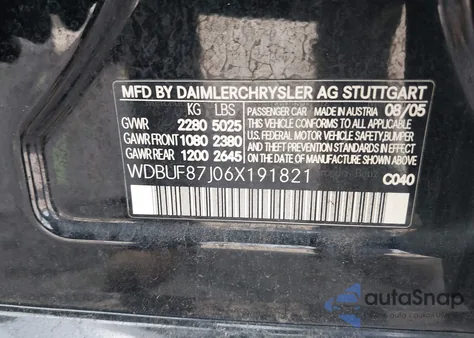 MFD BY DAIMLERCHRYSLER AG STUTTGART
KG LBS
GVWR 2280 5025
GAWR FRONT 1080 2380
GAWR REAR 1200 2645
PASSENGER CAR MADE IN AUSTRIA 08/05
THIS VEHICLE CONFORMS TO ALL APPLICABLE
U.S. FEDERAL MOTOR VEHICLE SAFETY, BUMPER
AND THEFT PREVENTION STANDARDS IN EFFECT
ON THE DATE OF MANUFACTURE SHOWN ABOVE
WDBUF87J06X191821
Mercedes-Benz
C040
autoSnap